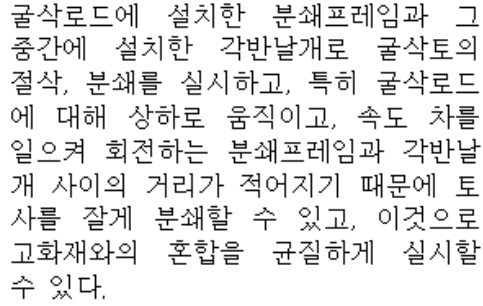 굴삭로드에 설치한 분쇄프레임과 그
중간에 설치한 각반날개로 굴삭토의
절삭, 분쇄를 실시하고, 특히 굴삭로드
에 대해 상하로 움직이고, 속도 차를
일으켜 회전하는 분쇄프레임과 각반날
개 사이의 거리가 적어지기 때문에 토
사를 잘게 분쇄할 수 있고, 이것으로
고화재와의 혼합을 균질하게 실시할
수 있다.